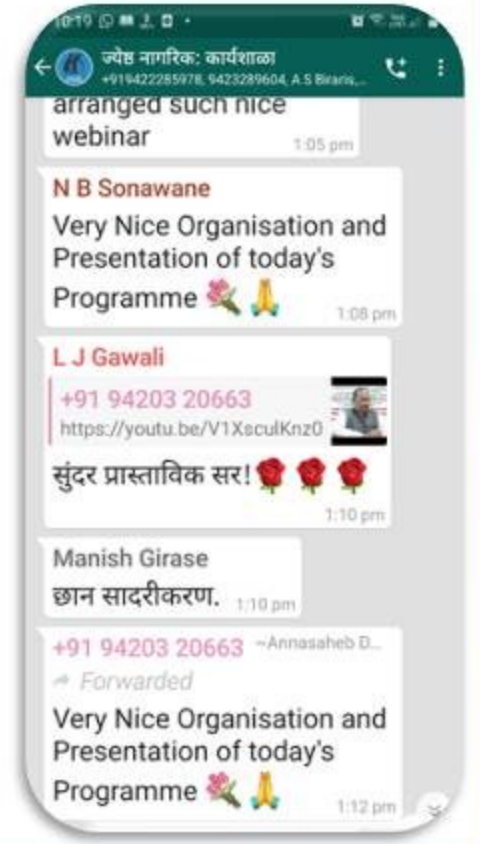 10:19
ज्येष्ठ नागरिक: कार्यशाळा
+919422285978, 9423289604, A S Biraris,...
arranged such nice
webinar
1:05 pm
N B Sonawane
Very Nice Organisation and
Presentation of today's
Programme 💐 🙏
1:08 pm
L J Gawali
+91 94203 20663
https://youtu.be/V1XsculKnz0
सुंदर प्रास्ताविक सर!🌹 🌹 🌹
1:10 pm
Manish Girase
छान सादरीकरण. 1:10 pm
+91 94203 20663 ~Annasaheb D...
Forwarded
Very Nice Organisation and
Presentation of today's
Programme 💐 🙏
1:12 pm